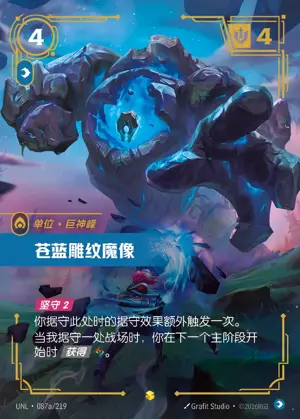 4
4
单位·巨神峰
苍蓝雕纹魔像
坚守 2
你据守此处时的据守效果额外触发一次。
当我据守一处战场时，你在下一个主阶段开
始时 获得 。
UNL • 087a/219
Grafit Studio • ©2026